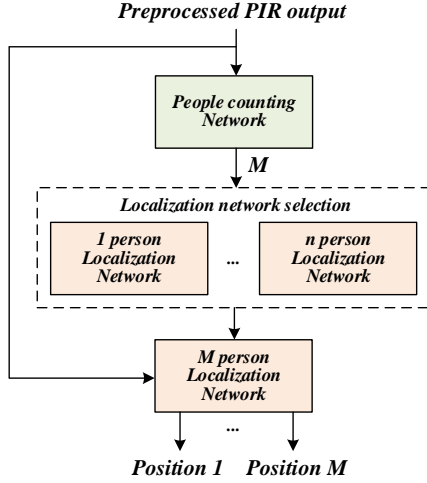 Preprocessed PIR output
People counting
Network
M
Localization network selection
1 person
Localization
Network
...
n person
Localization
Network
M person
Localization
Network
...
Position 1
Position M